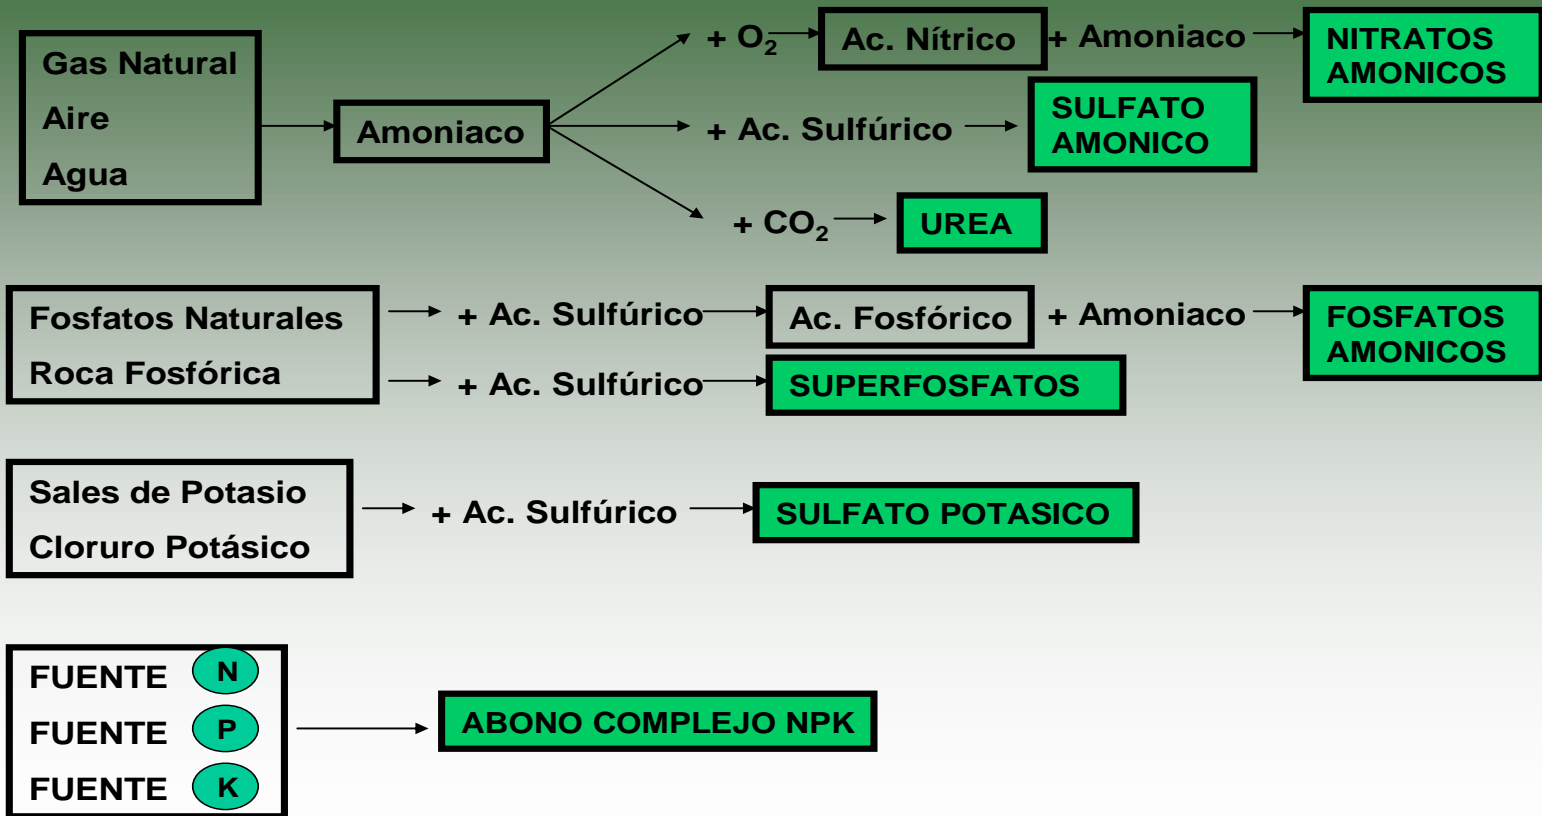 Gas Natural
Aire
Agua
Amoniaco
+ O₂
Ac. Nítrico
+ Amoniaco
NITRATOS
AMONICOS
+ Ac. Sulfúrico
SULFATO
AMONICO
+ CO₂
UREA
Fosfatos Naturales
Roca Fosfórica
+ Ac. Sulfúrico
Ac. Fosfórico
+ Amoniaco
FOSFATOS
AMONICOS
+ Ac. Sulfúrico
SUPERFOSFATOS
Sales de Potasio
Cloruro Potásico
+ Ac. Sulfúrico
SULFATO POTASICO
FUENTE N
FUENTE P
FUENTE K
ABONO COMPLEJO NPK